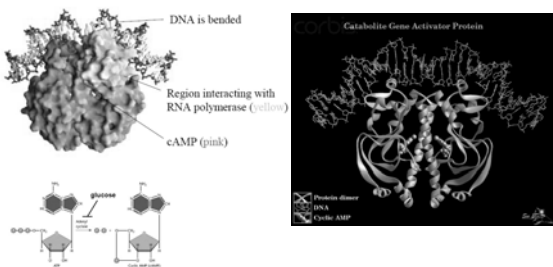 DNA is bended
Region interacting with
RNA polymerase (yellow)
cAMP (pink)
glucose
Catabolite Gene Activator Protein
Protein dimer
DNA
Cyclic AMP